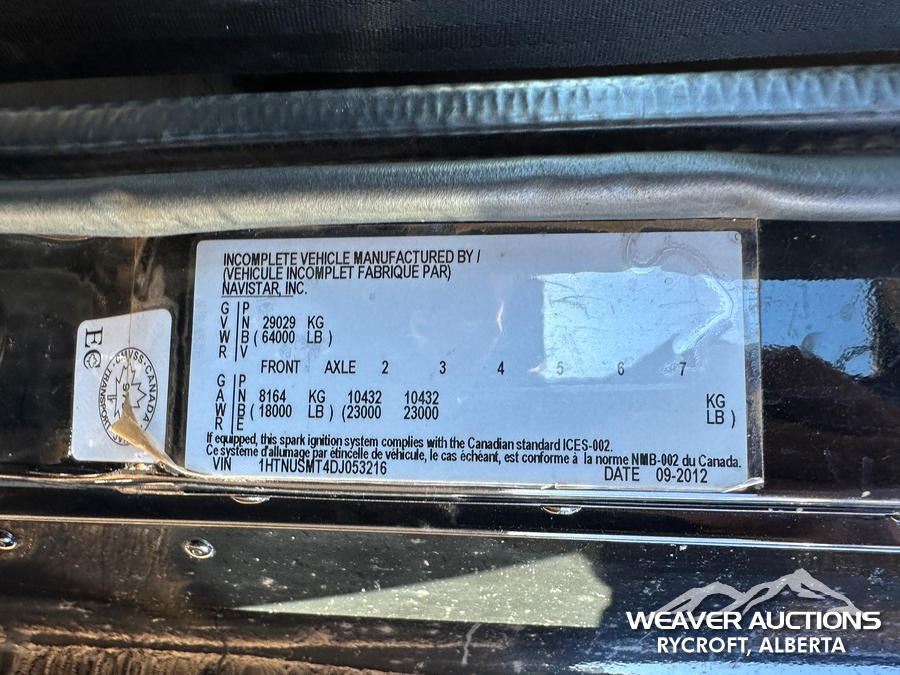 INCOMPLETE VEHICLE MANUFACTURED BY /
(VEHICULE INCOMPLET FABRIQUE PAR)
NAVISTAR, INC.
G P
V N 29029 KG
W B ( 64000 LB )
R V
FRONT AXLE 2 3 4 5 6 7
G P
A N 8164 KG 10432 10432 KG
W B ( 18000 LB ) ( 23000 23000 LB )
R E
If equipped, this spark ignition system complies with the Canadian standard ICES-002.
Ce système d'allumage par étincelle de véhicule, le cas échéant, est conforme à la norme NMB-002 du Canada.
VIN 1HTNUSMT4DJ053216
DATE 09-2012
CANADA
WEAVER AUCTIONS
RYCROFT, ALBERTA